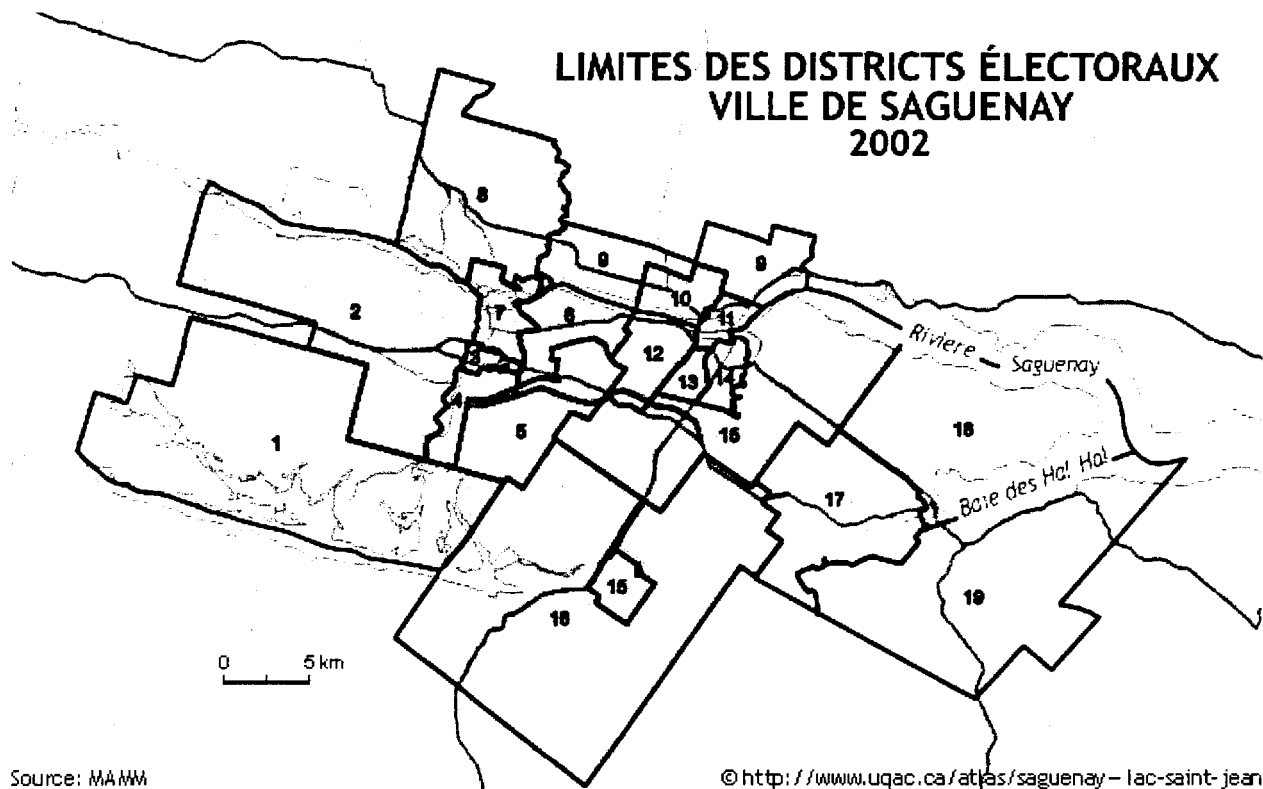 LIMITES DES DISTRICTS ÉLECTORAUX
VILLE DE SAGUENAY
2002
8
9
9
2
7
6
10
11
Rivière
Saguenay
3
12
13
14
4
1
5
16
18
17
Baie des Ha! Ha!
15
16
19
0 5 km
Source: MAMM
© http://www.uqac.ca/atlas/saguenay-lac-saint-jean